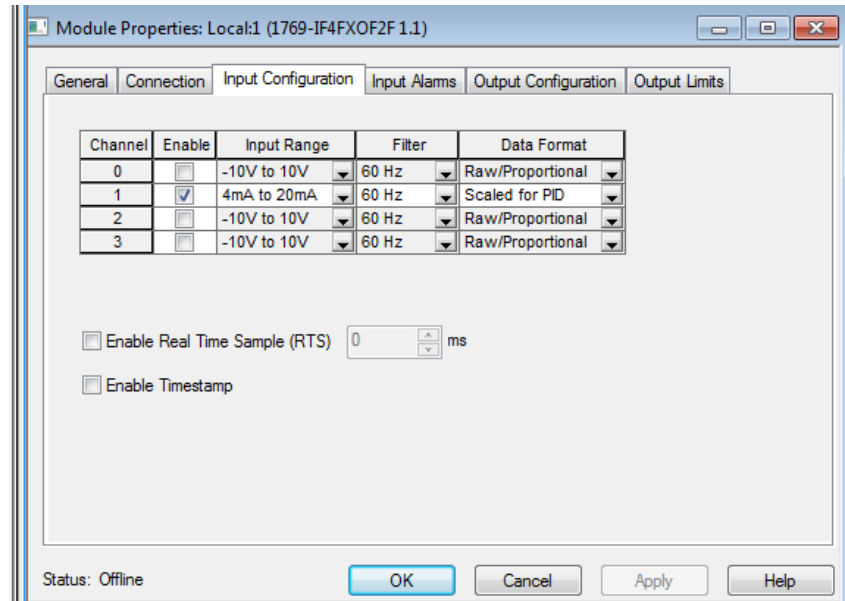 Module Properties: Local:1 (1769-IF4FXOF2F 1.1)
General Connection Input Configuration Input Alarms Output Configuration Output Limits
Channel Enable Input Range Filter Data Format
0 -10V to 10V 60 Hz Raw/Proportional
1 4mA to 20mA 60 Hz Scaled for PID
2 -10V to 10V 60 Hz Raw/Proportional
3 -10V to 10V 60 Hz Raw/Proportional
Enable Real Time Sample (RTS) 0 ms
Enable Timestamp
Status: Offline OK Cancel Apply Help